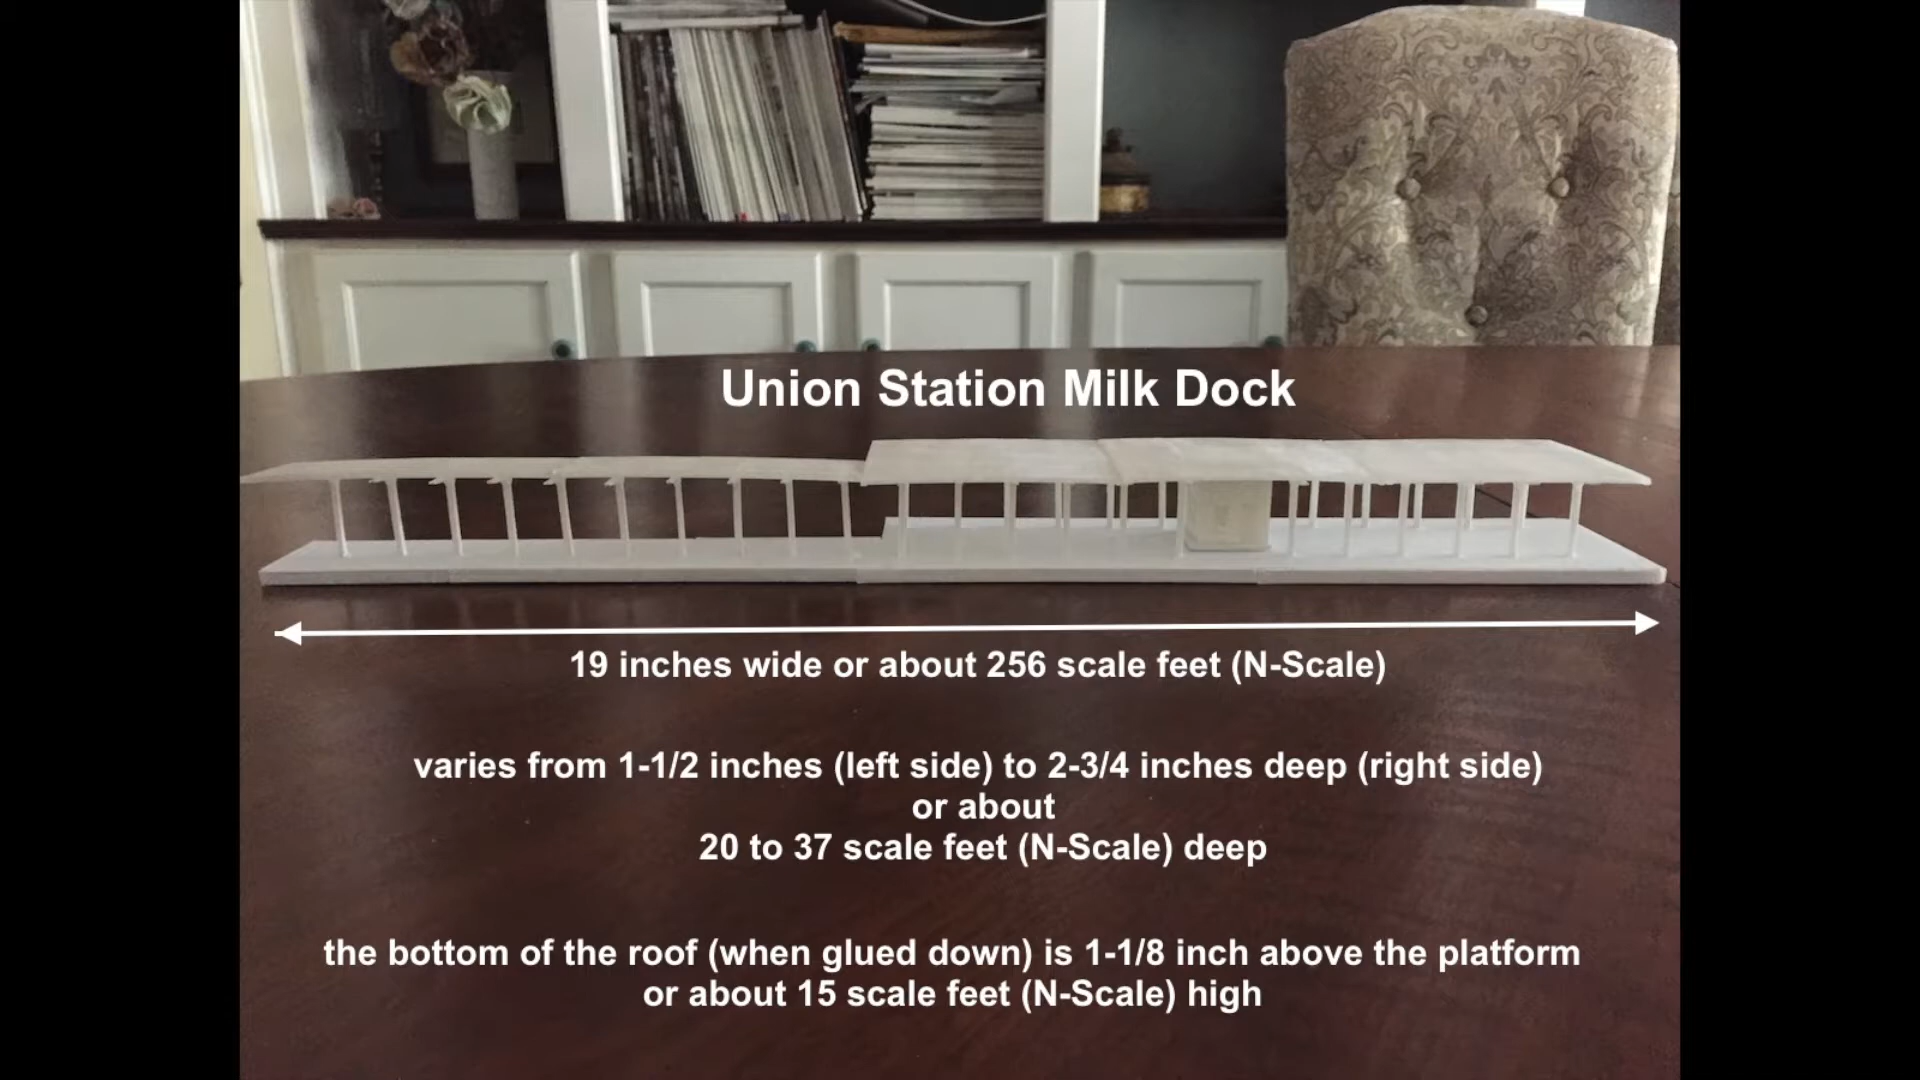 Union Station Milk Dock
19 inches wide or about 256 scale feet (N-Scale)
varies from 1-1/2 inches (left side) to 2-3/4 inches deep (right side)
or about
20 to 37 scale feet (N-Scale) deep
the bottom of the roof (when glued down) is 1-1/8 inch above the platform
or about 15 scale feet (N-Scale) high